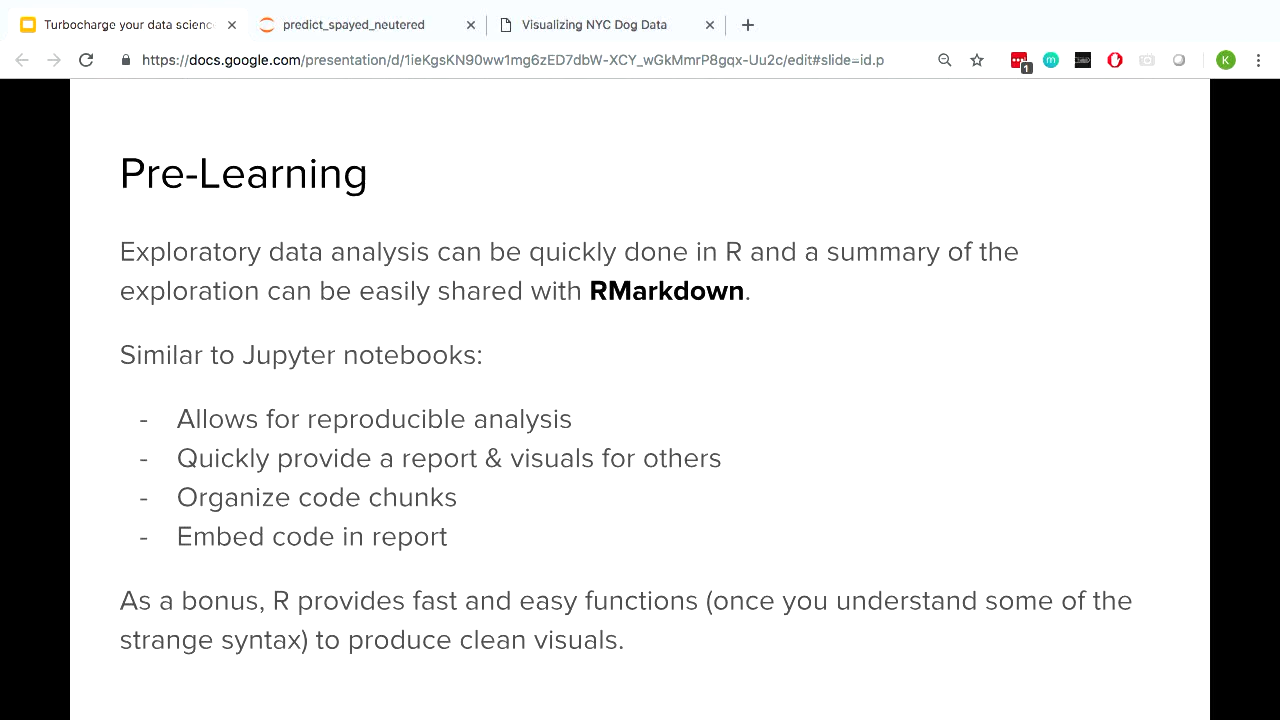 Turbocharge your data scienc
predict_spayed_neutered
Visualizing NYC Dog Data
https://docs.google.com/presentation/d/1ieKgsKN90ww1mg6zED7dbW-XCY_wGkMmrP8gqx-Uu2c/edit#slide=id.p
1
m
K
Pre-Learning
Exploratory data analysis can be quickly done in R and a summary of the
exploration can be easily shared with RMarkdown.
Similar to Jupyter notebooks:
- Allows for reproducible analysis
- Quickly provide a report & visuals for others
- Organize code chunks
- Embed code in report
As a bonus, R provides fast and easy functions (once you understand some of the
strange syntax) to produce clean visuals.